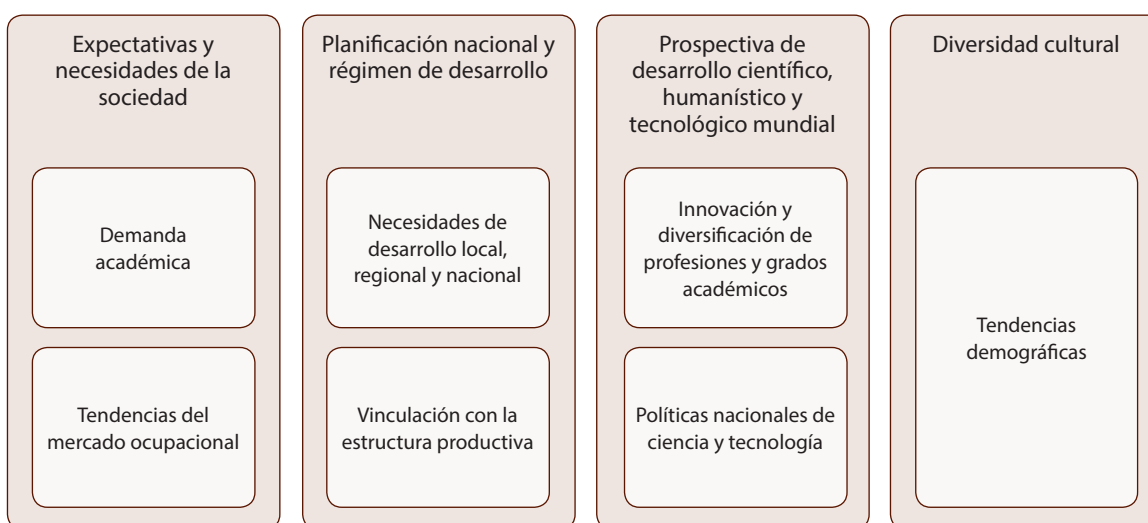 Expectativas y
necesidades de la
sociedad
Demanda
académica
Tendencias del
mercado ocupacional
Planificación nacional y
régimen de desarrollo
Necesidades de
desarrollo local,
regional y nacional
Vinculación con la
estructura productiva
Prospectiva de
desarrollo científico,
humanístico y
tecnológico mundial
Innovación y
diversificación de
profesiones y grados
académicos
Políticas nacionales de
ciencia y tecnología
Diversidad cultural
Tendencias
demográficas